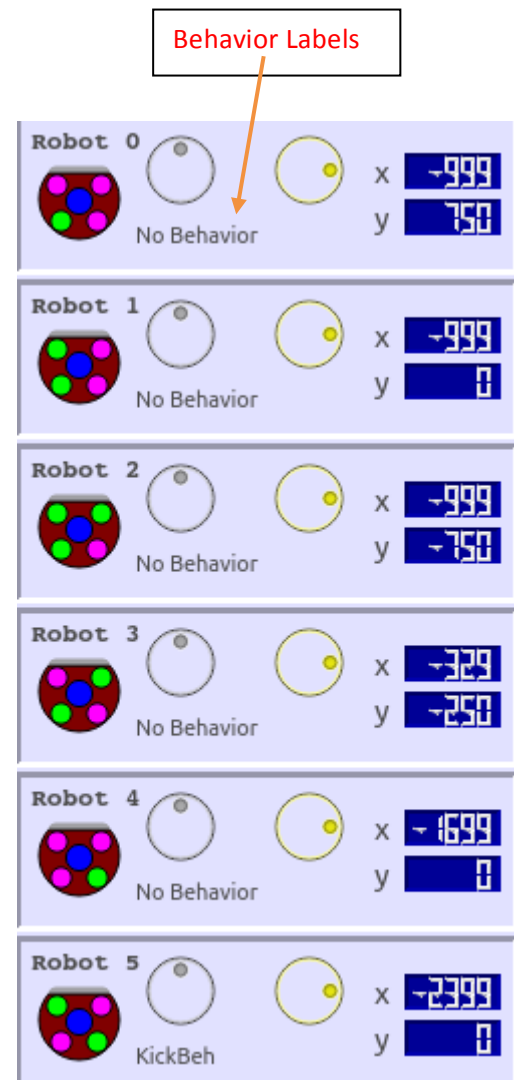 Behavior Labels
Robot 0
x -999
No Behavior
y 750
Robot 1
x -999
No Behavior
y 0
Robot 2
x -999
No Behavior
y -750
Robot 3
x -329
No Behavior
y -250
Robot 4
x -1699
No Behavior
y 0
Robot 5
x -2399
KickBeh
y 0